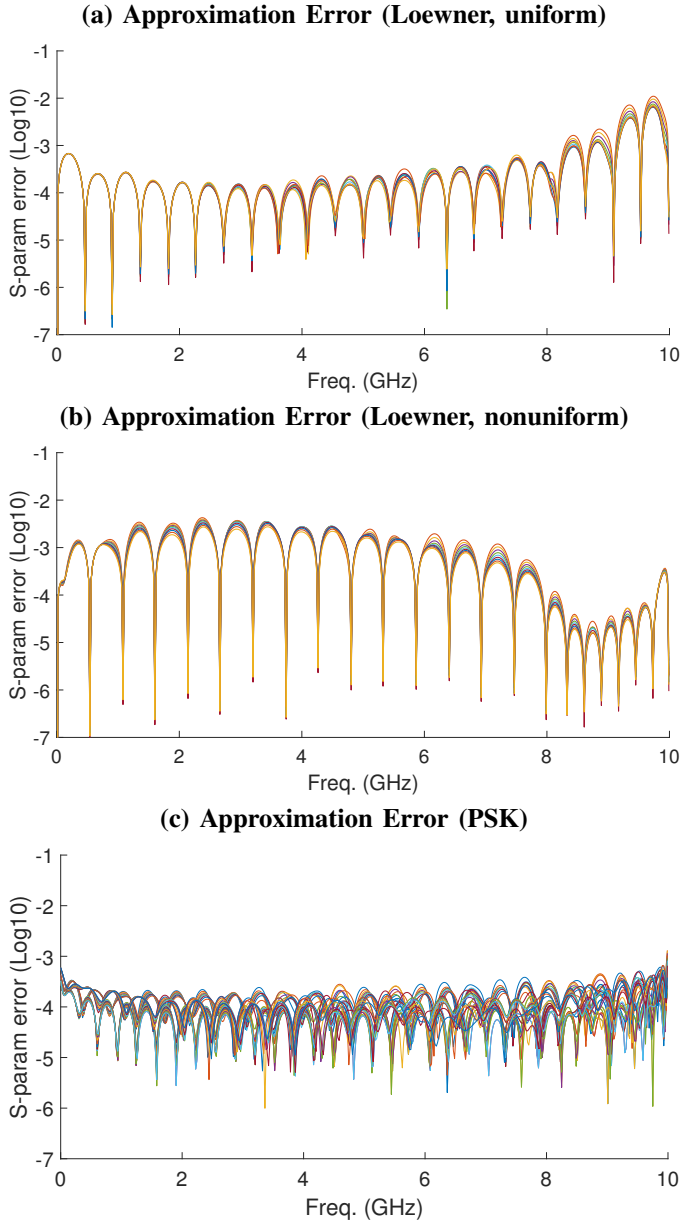 (a) Approximation Error (Loewner, uniform)
-1
-2
-3
-4
-5
-6
-7
S-param error (Log10)
0 2 4 6 8 10
Freq. (GHz)
(b) Approximation Error (Loewner, nonuniform)
-1
-2
-3
-4
-5
-6
-7
S-param error (Log10)
0 2 4 6 8 10
Freq. (GHz)
(c) Approximation Error (PSK)
-1
-2
-3
-4
-5
-6
-7
S-param error (Log10)
0 2 4 6 8 10
Freq. (GHz)